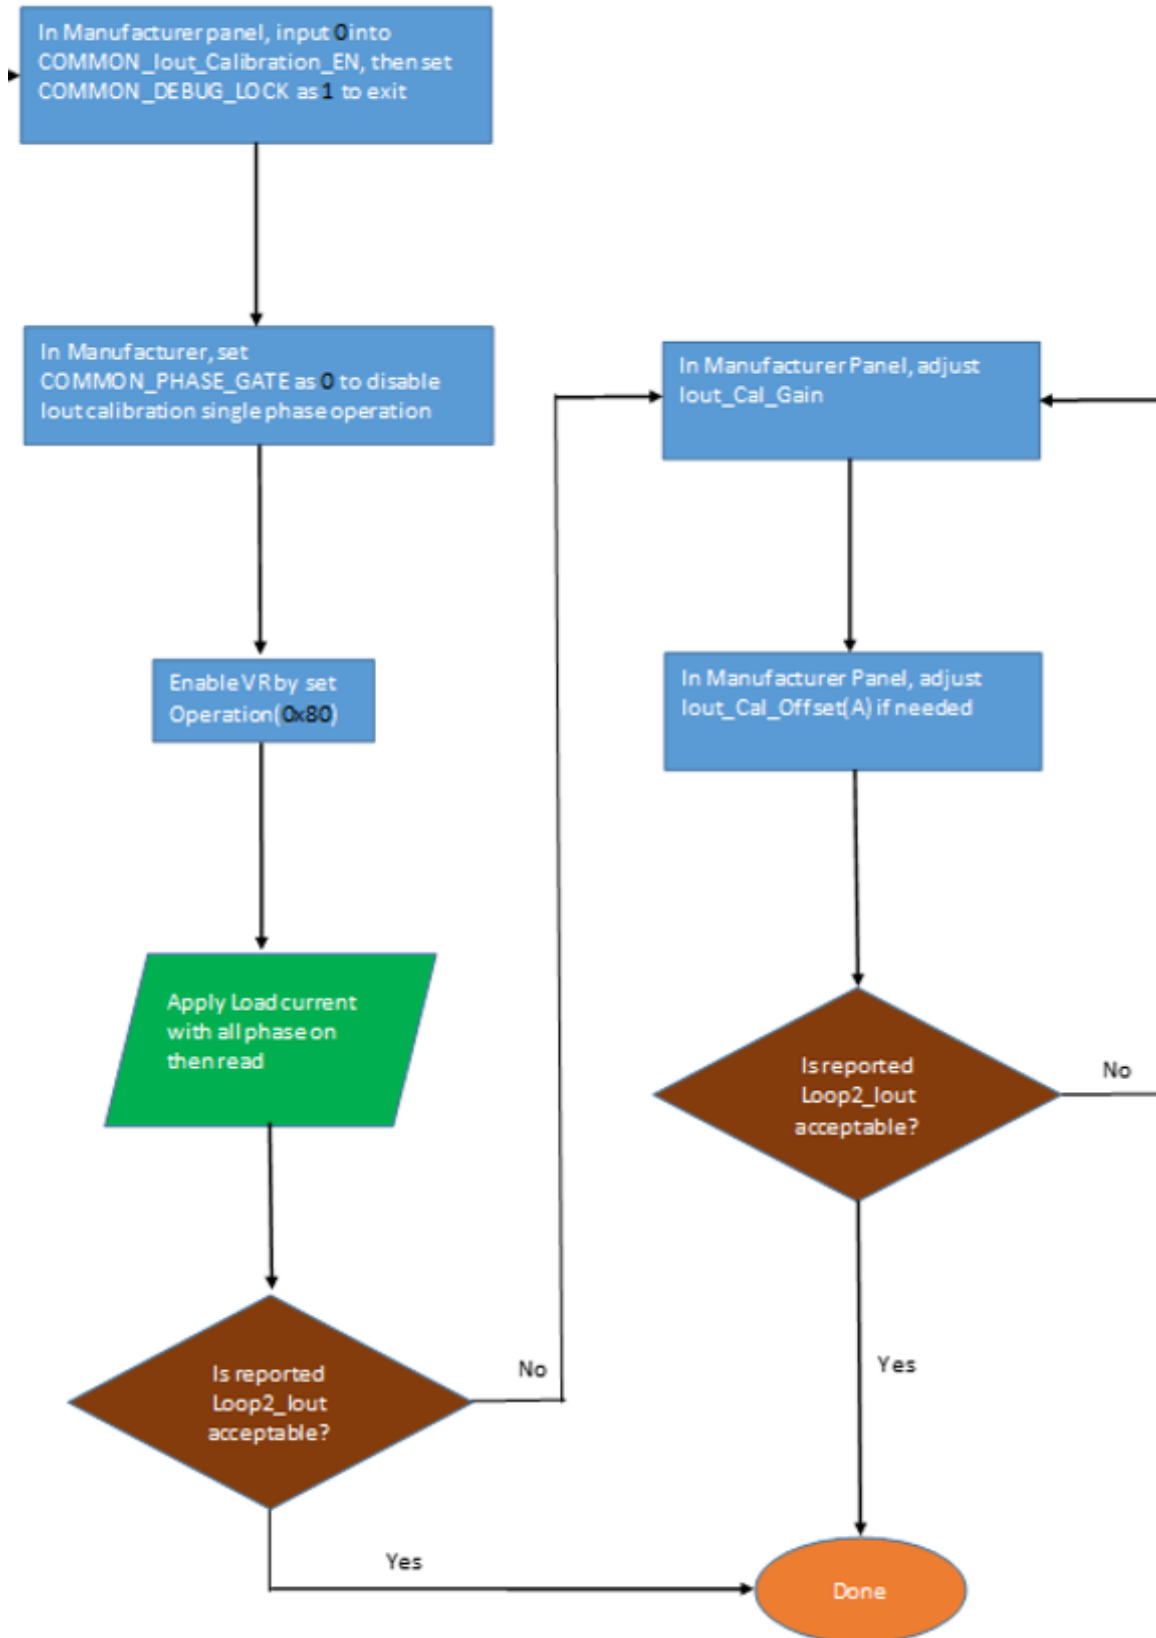 In Manufacturer panel, input 0 into
COMMON_Iout_Calibration_EN, then set
COMMON_DEBUG_LOCK as 1 to exit
In Manufacturer, set
COMMON_PHASE_GATE as 0 to disable
Iout calibration single phase operation
Enable VR by set
Operation(0x80)
Apply Load current
with all phase on
then read
Is reported
Loop2_Iout
acceptable?
No
Yes
In Manufacturer Panel, adjust
Iout_Cal_Gain
In Manufacturer Panel, adjust
Iout_Cal_Offset(A) if needed
Is reported
Loop2_Iout
acceptable?
No
Yes
Done